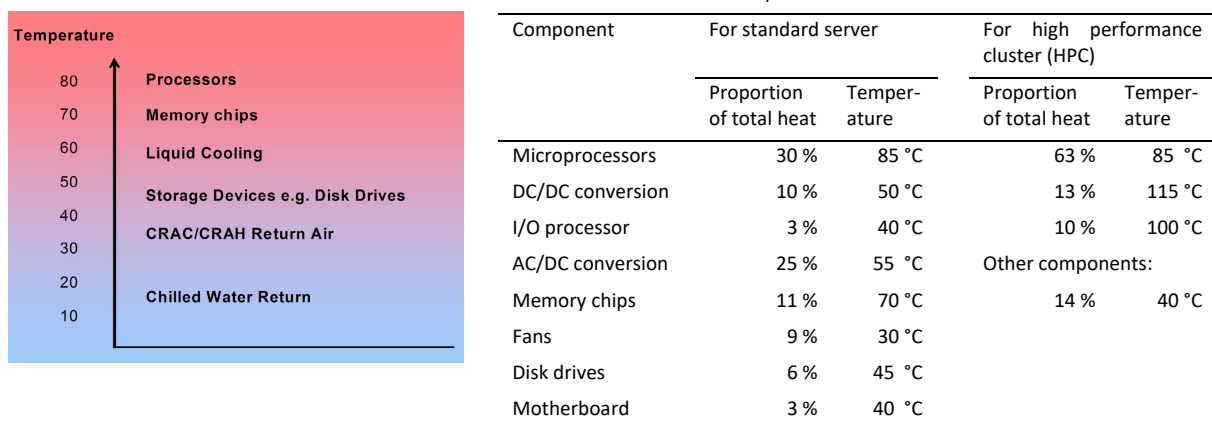 Temperature
80 Processors
70 Memory chips
60 Liquid Cooling
50 Storage Devices e.g. Disk Drives
40
30 CRAC/CRAH Return Air
20 Chilled Water Return
10
Component For standard server For high performance
cluster (HPC)
Proportion Temper- Proportion Temper-
of total heat ature of total heat ature
Microprocessors 30 % 85 °C 63 % 85 °C
DC/DC conversion 10 % 50 °C 13 % 115 °C
I/O processor 3 % 40 °C 10 % 100 °C
AC/DC conversion 25 % 55 °C Other components:
Memory chips 11 % 70 °C 14 % 40 °C
Fans 9 % 30 °C
Disk drives 6 % 45 °C
Motherboard 3 % 40 °C